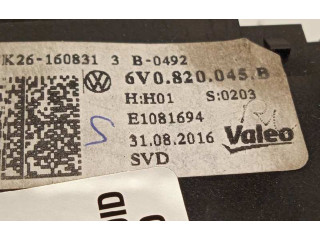 K26-160831 3 B-0492
6V0.820.045.B
H:H01 S:0203
E1081694
31.08.2016 Valeo
SVD